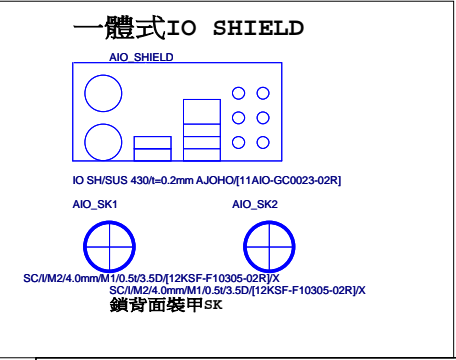 一體式IO SHIELD
AIO_SHIELD
IO SH/SUS 430/t=0.2mm AJOHO/[11AIO-GC0023-02R]
AIO_SK1
AIO_SK2
SC/I/M2/4.0mm/M1/0.5t/3.5D/[12KSF-F10305-02R]/X
SC/I/M2/4.0mm/M1/0.5t/3.5D/[12KSF-F10305-02R]/X
鎖背面裝甲SK